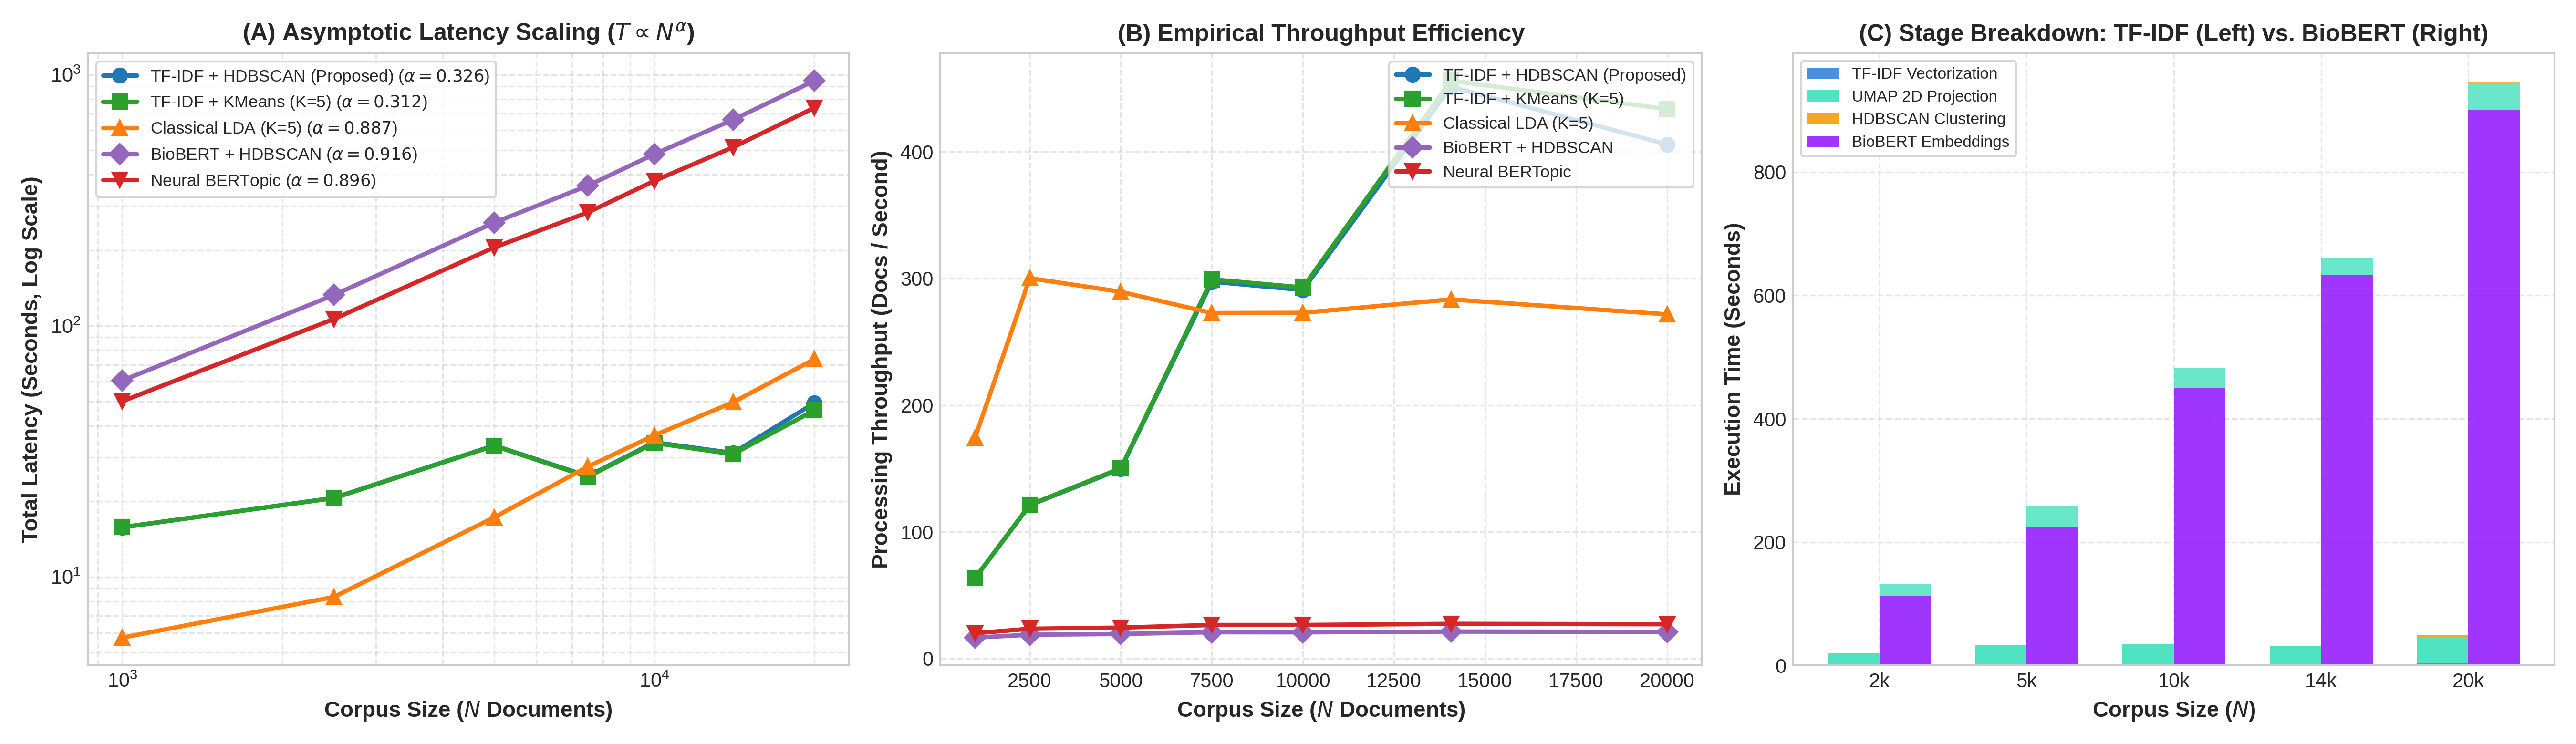 (A) Asymptotic Latency Scaling (T ∝ N^α)
Total Latency (Seconds, Log Scale)
10^3
10^2
10^1
TF-IDF + HDBSCAN (Proposed) (α = 0.326)
TF-IDF + KMeans (K=5) (α = 0.312)
Classical LDA (K=5) (α = 0.887)
BioBERT + HDBSCAN (α = 0.916)
Neural BERTopic (α = 0.896)
10^3 10^4
Corpus Size (N Documents)
(B) Empirical Throughput Efficiency
Processing Throughput (Docs / Second)
400
300
200
100
0
TF-IDF + HDBSCAN (Proposed)
TF-IDF + KMeans (K=5)
Classical LDA (K=5)
BioBERT + HDBSCAN
Neural BERTopic
2500 5000 7500 10000 12500 15000 17500 20000
Corpus Size (N Documents)
(C) Stage Breakdown: TF-IDF (Left) vs. BioBERT (Right)
Execution Time (Seconds)
800
600
400
200
0
TF-IDF Vectorization
UMAP 2D Projection
HDBSCAN Clustering
BioBERT Embeddings
2k 5k 10k 14k 20k
Corpus Size (N)